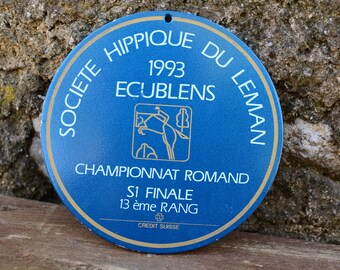 SOCIETE HIPPIQUE DU LEMAN
1993
ECUBLENS
CHAMPIONNAT ROMAND
S1 FINALE
13 ème RANG
CREDIT SUISSE